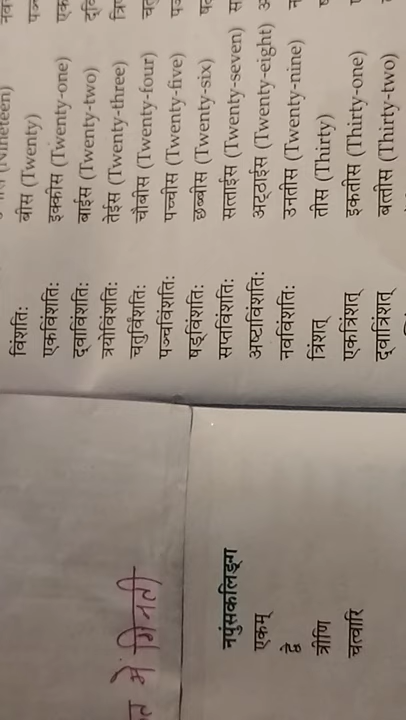 (Nineteen)
विंशति: बीस (Twenty)
एकविंशति: इक्कीस (Twenty-one)
द्वाविंशति: बाईस (Twenty-two)
त्रयोविंशति: तेईस (Twenty-three)
चतुर्विंशति: चौबीस (Twenty-four)
पञ्चविंशति: पच्चीस (Twenty-five)
षड्विंशति: छब्बीस (Twenty-six)
सप्तविंशति: सत्ताईस (Twenty-seven)
अष्टाविंशति: अट्ठाईस (Twenty-eight)
नवविंशति: उनतीस (Twenty-nine)
त्रिंशत् तीस (Thirty)
एकत्रिंशत् इकतीस (Thirty-one)
द्वात्रिंशत् बत्तीस (Thirty-two)
में गिनती
नपुंसकलिङ्ग
एकम्
द्वे
त्रीणि
चत्वारि